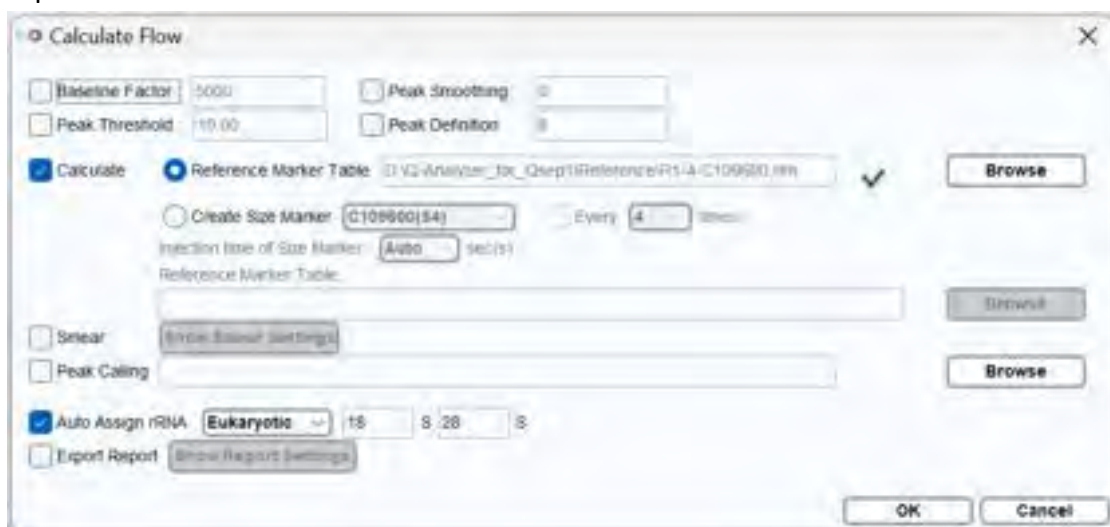 Calculate Flow
Baseline Factor 5000 Peak Smoothing 0
Peak Threshold 10.00 Peak Definition 8
Calculate Reference Marker Table Browse
Create Size Marker C109600(S4) Every 4 times
Injection time of Size Marker Auto sec(s)
Reference Marker Table
Browse
Smear Show Smear Settings
Peak Calling Browse
Auto Assign rRNA Eukaryotic 18 S 28 S
Export Report Show Report Settings
OK Cancel